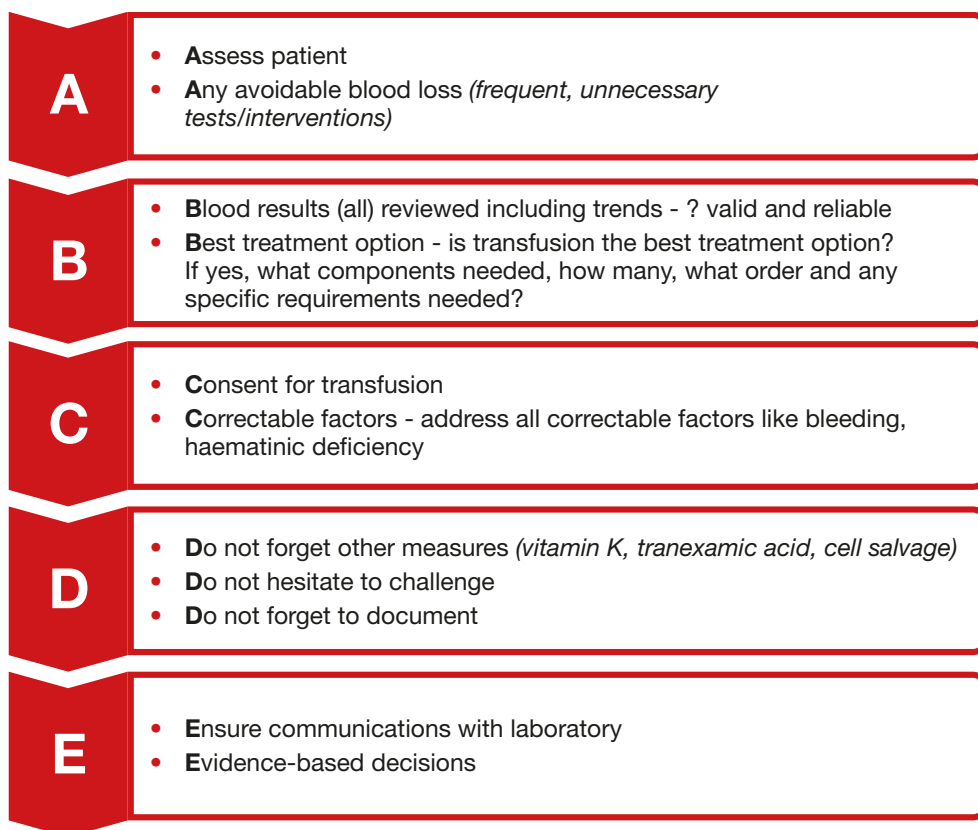 A
• Assess patient
• Any avoidable blood loss (frequent, unnecessary
tests/interventions)
B
• Blood results (all) reviewed including trends - ? valid and reliable
• Best treatment option - is transfusion the best treatment option?
If yes, what components needed, how many, what order and any
specific requirements needed?
C
• Consent for transfusion
• Correctable factors - address all correctable factors like bleeding,
haematinic deficiency
D
• Do not forget other measures (vitamin K, tranexamic acid, cell salvage)
• Do not hesitate to challenge
• Do not forget to document
E
• Ensure communications with laboratory
• Evidence-based decisions